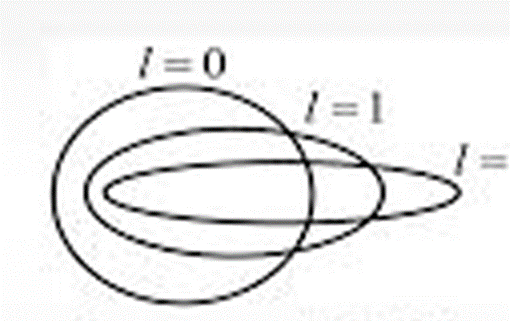 l = 0
l = 1
l =